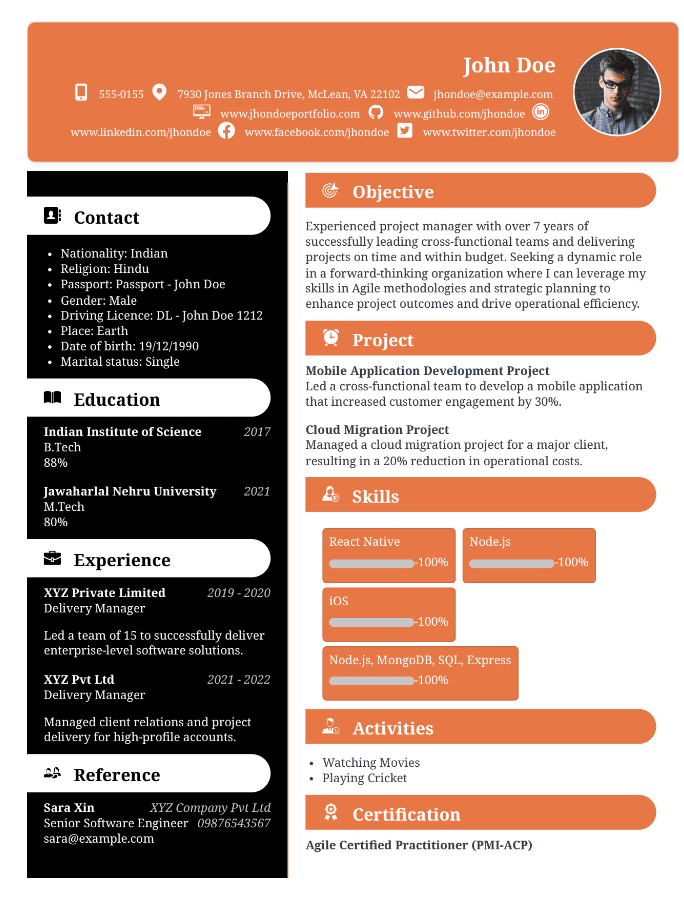 John Doe
555-0155 7930 Jones Branch Drive, McLean, VA 22102 jhondoe@example.com
www.jhondoeportfolio.com www.github.com/jhondoe
www.linkedin.com/jhondoe www.facebook.com/jhondoe www.twitter.com/jhondoe
Contact
• Nationality: Indian
• Religion: Hindu
• Passport: Passport - John Doe
• Gender: Male
• Driving Licence: DL - John Doe 1212
• Place: Earth
• Date of birth: 19/12/1990
• Marital status: Single
Education
Indian Institute of Science 2017
B.Tech
88%
Jawaharlal Nehru University 2021
M.Tech
80%
Experience
XYZ Private Limited 2019 - 2020
Delivery Manager
Led a team of 15 to successfully deliver
enterprise-level software solutions.
XYZ Pvt Ltd 2021 - 2022
Delivery Manager
Managed client relations and project
delivery for high-profile accounts.
Reference
Sara Xin XYZ Company Pvt Ltd
Senior Software Engineer 09876543567
sara@example.com
Objective
Experienced project manager with over 7 years of
successfully leading cross-functional teams and delivering
projects on time and within budget. Seeking a dynamic role
in a forward-thinking organization where I can leverage my
skills in Agile methodologies and strategic planning to
enhance project outcomes and drive operational efficiency.
Project
Mobile Application Development Project
Led a cross-functional team to develop a mobile application
that increased customer engagement by 30%.
Cloud Migration Project
Managed a cloud migration project for a major client,
resulting in a 20% reduction in operational costs.
Skills
React Native
-100%
Node.js
-100%
iOS
-100%
Node.js, MongoDB, SQL, Express
-100%
Activities
• Watching Movies
• Playing Cricket
Certification
Agile Certified Practitioner (PMI-ACP)